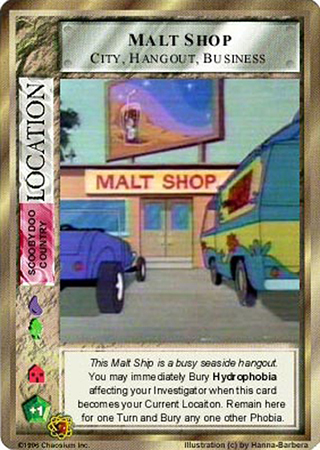 MALT SHOP
CITY, HANGOUT, BUSINESS
LOCATION
SCOOBYDOO
COUNTRY
MALT SHOP
This Malt Ship is a busy seaside hangout.
You may immediately Bury Hydrophobia
affecting your Investigator when this card
becomes your Current Locaiton. Remain here
for one Turn and Bury any one other Phobia.
+1
©1996 Chaosium Inc.
Illustration (c) by Hanna-Barbera